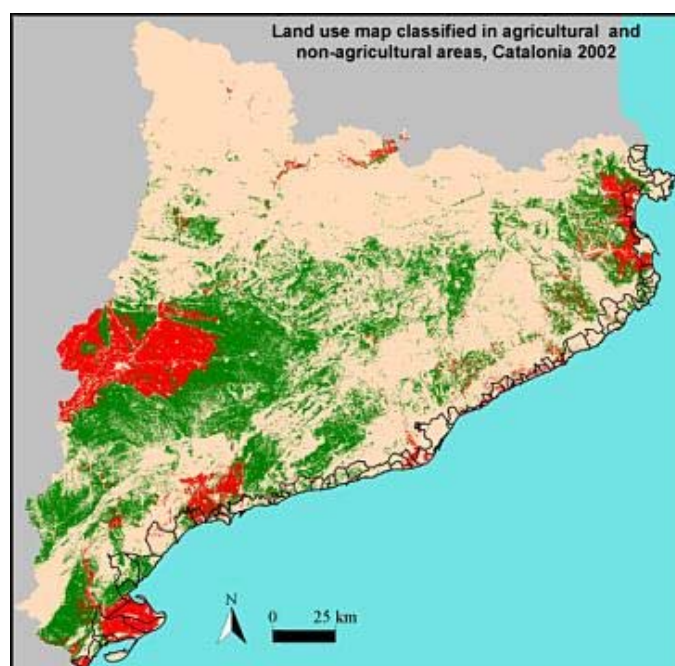 Land use map classified in agricultural and
non-agricultural areas, Catalonia 2002
N
0 25 km